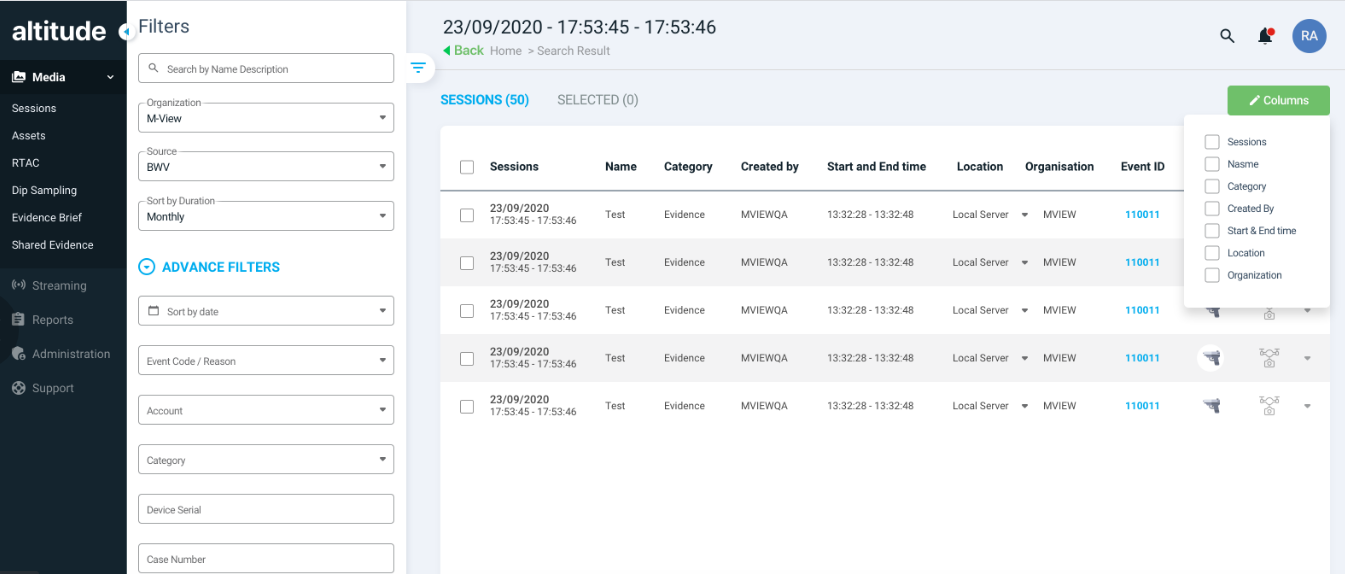 altitude
Media
Sessions
Assets
RTAC
Dip Sampling
Evidence Brief
Shared Evidence
Streaming
Reports
Administration
Support
Filters
Search by Name Description
Organization
M-View
Source
BWV
Sort by Duration
Monthly
ADVANCE FILTERS
Sort by date
Event Code / Reason
Account
Category
Device Serial
Case Number
23/09/2020 - 17:53:45 - 17:53:46
Back Home > Search Result
RA
SESSIONS (50) SELECTED (0)
Columns
Sessions
Nasme
Category
Created By
Start & End time
Location
Organization
Sessions Name Category Created by Start and End time Location Organisation Event ID
23/09/2020
17:53:45 - 17:53:46 Test Evidence MVIEWQA 13:32:28 - 13:32:48 Local Server MVIEW 110011
23/09/2020
17:53:45 - 17:53:46 Test Evidence MVIEWQA 13:32:28 - 13:32:48 Local Server MVIEW 110011
23/09/2020
17:53:45 - 17:53:46 Test Evidence MVIEWQA 13:32:28 - 13:32:48 Local Server MVIEW 110011
23/09/2020
17:53:45 - 17:53:46 Test Evidence MVIEWQA 13:32:28 - 13:32:48 Local Server MVIEW 110011
23/09/2020
17:53:45 - 17:53:46 Test Evidence MVIEWQA 13:32:28 - 13:32:48 Local Server MVIEW 110011